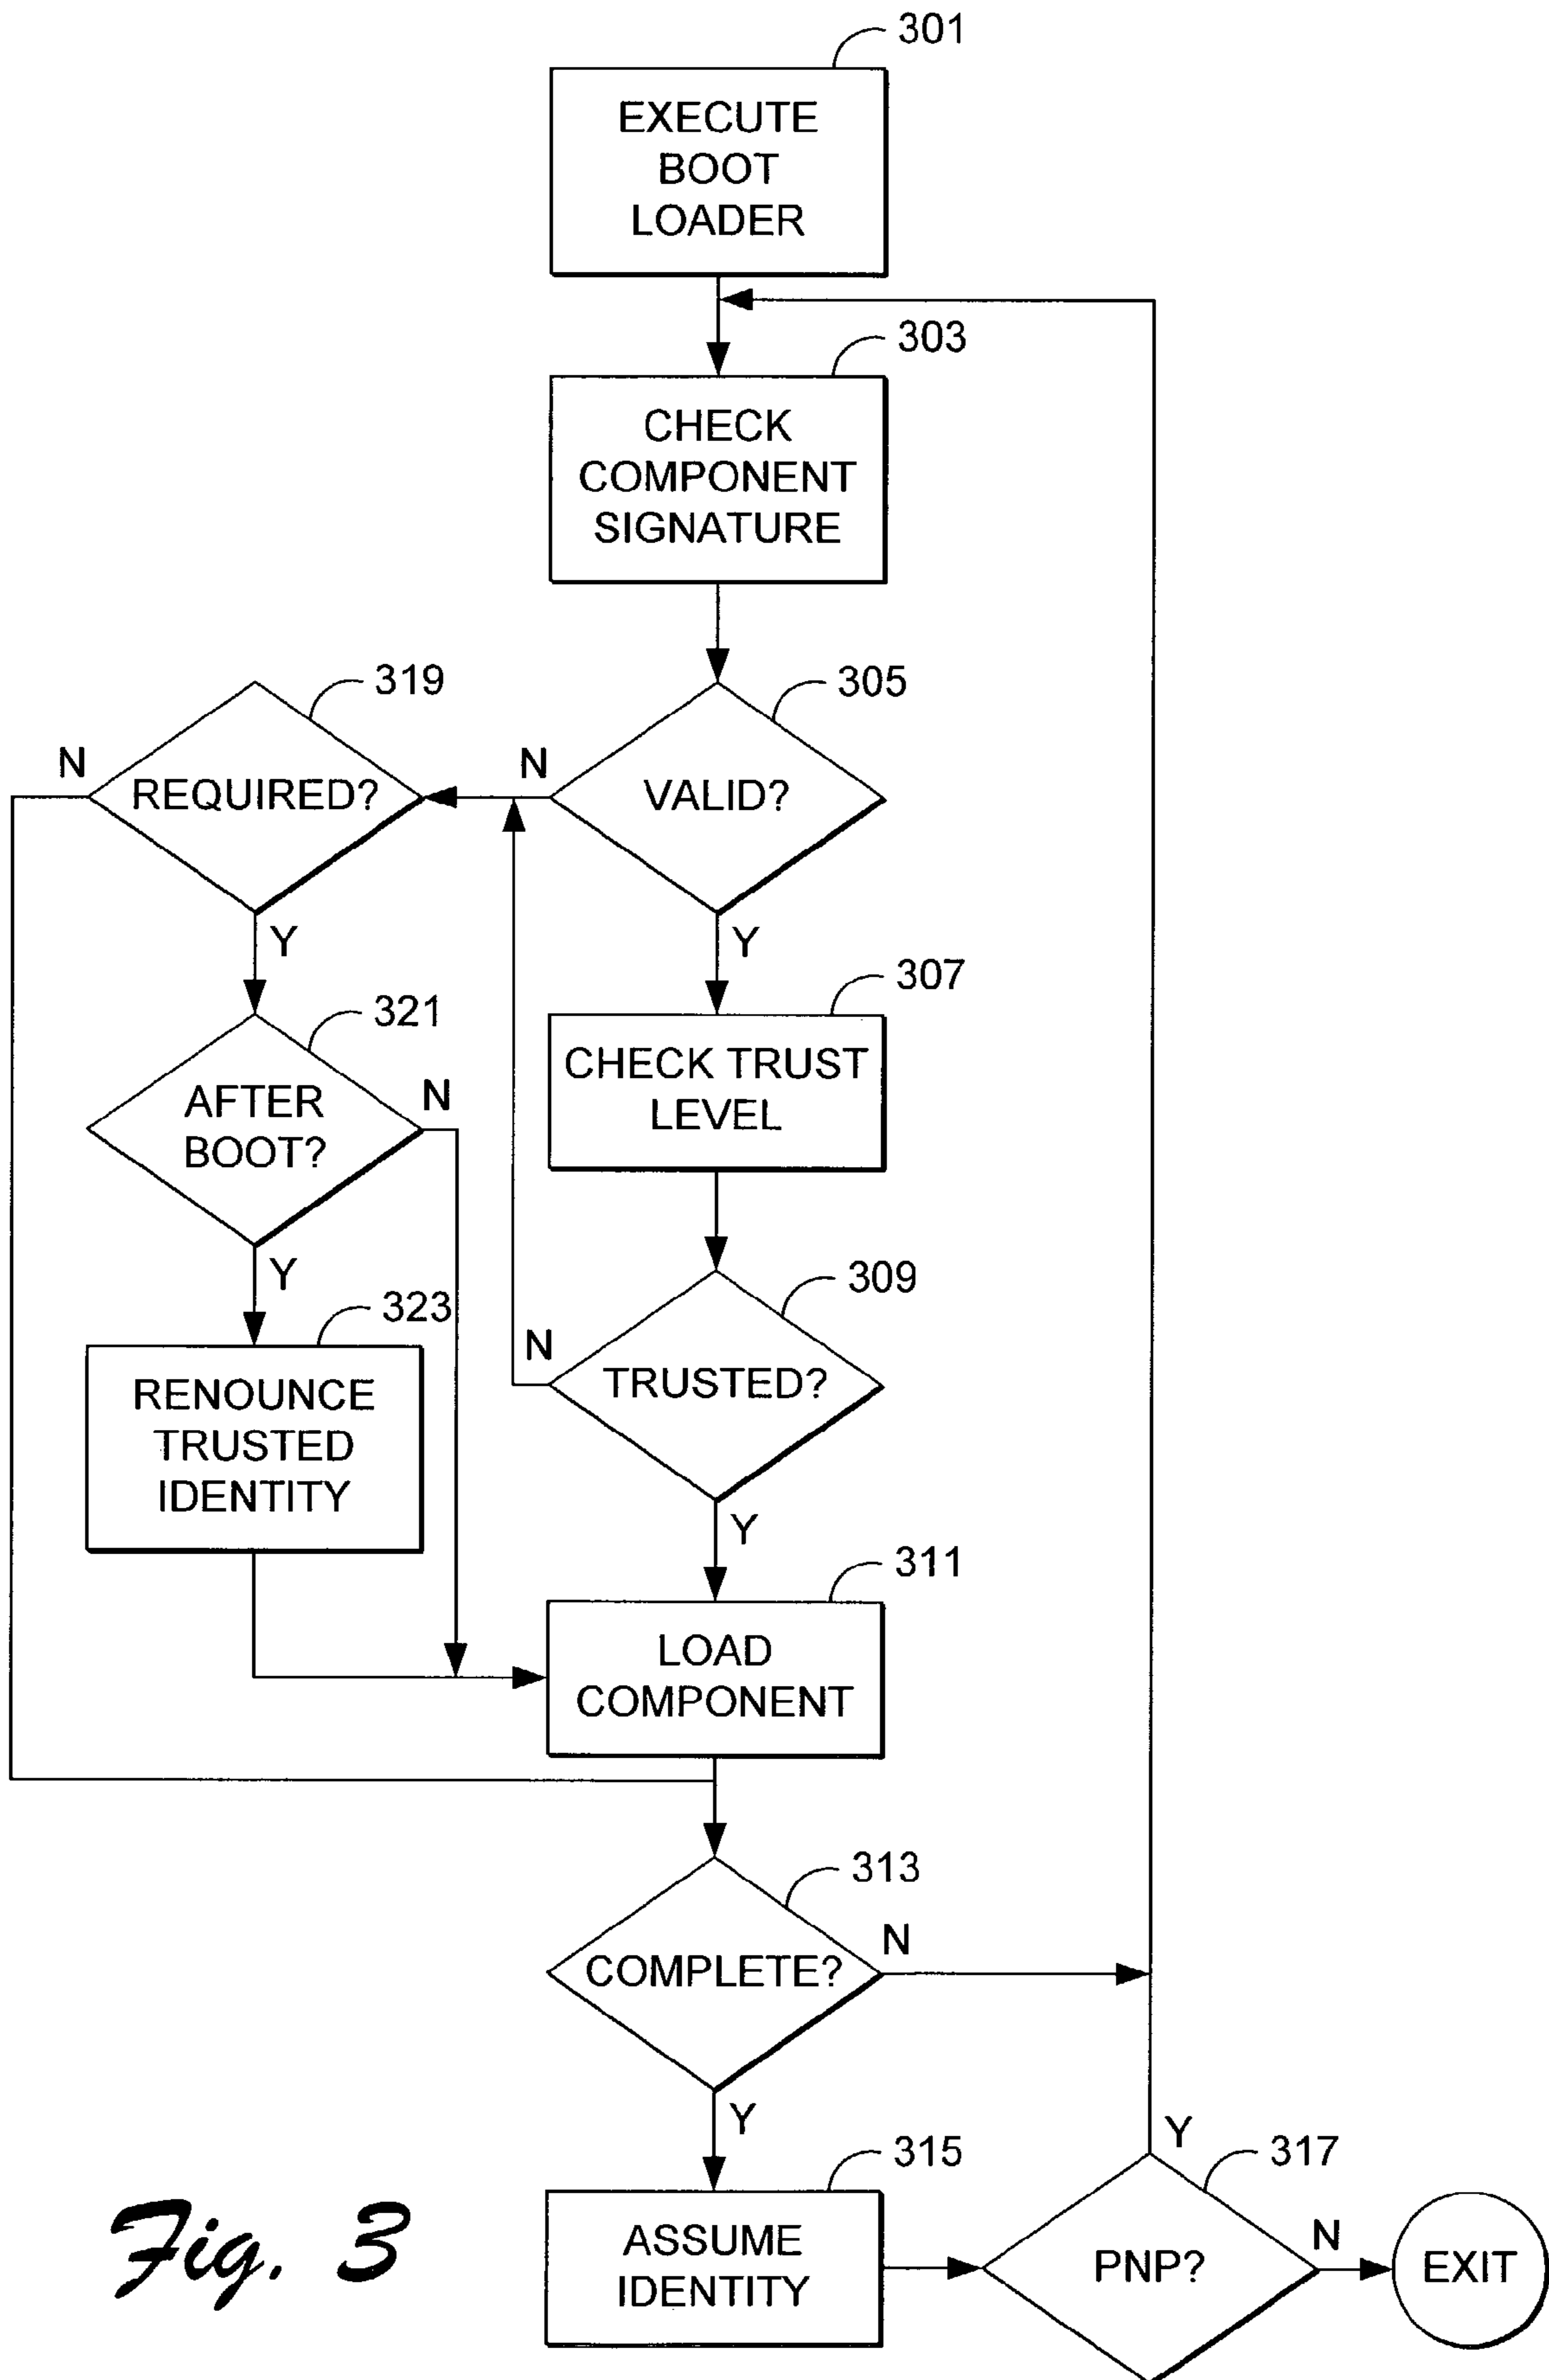 301
EXECUTE
BOOT
LOADER
303
CHECK
COMPONENT
SIGNATURE
319
305
N
REQUIRED?
N
VALID?
Y
Y
307
321
CHECK TRUST
LEVEL
AFTER
BOOT?
N
Y
309
323
N
TRUSTED?
RENOUNCE
TRUSTED
IDENTITY
Y
311
LOAD
COMPONENT
313
N
COMPLETE?
Y
Y
315
317
ASSUME
IDENTITY
PNP?
N
EXIT
Fig. 3